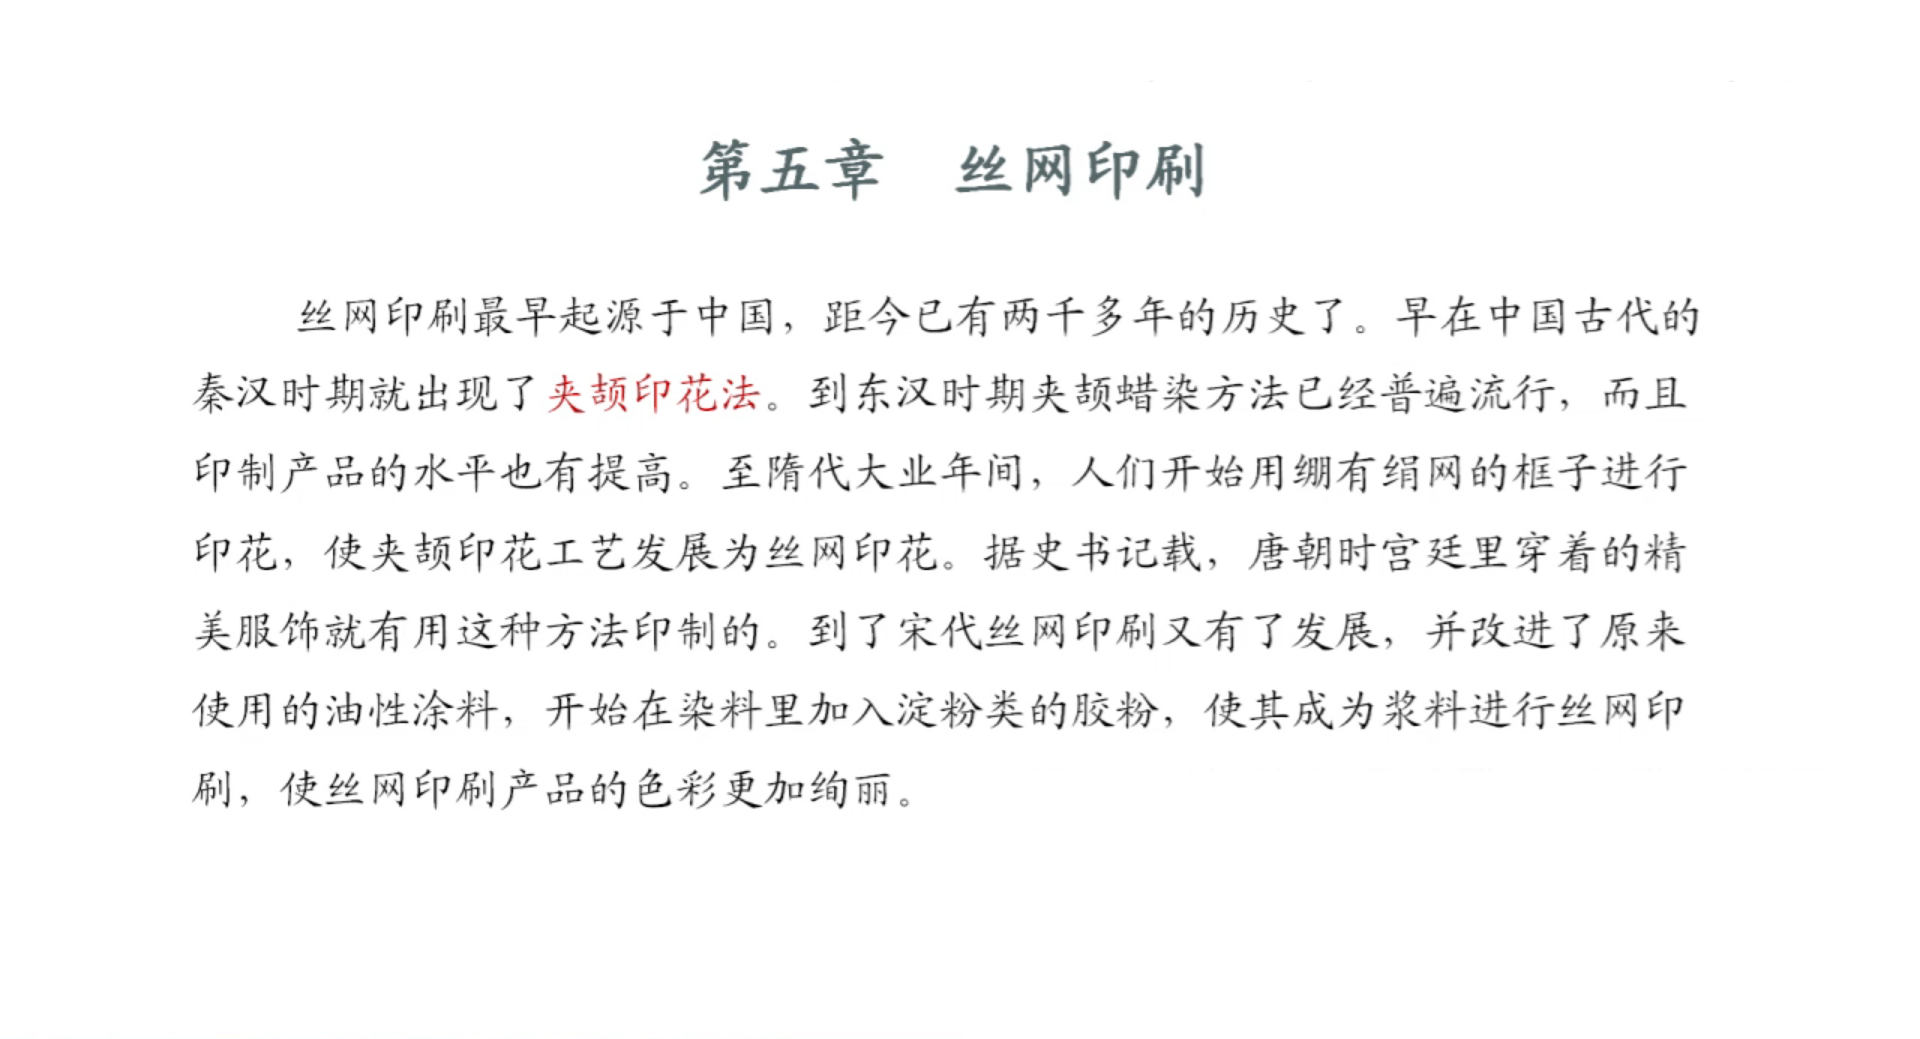 第五章　丝网印刷
丝网印刷最早起源于中国，距今已有两千多年的历史了。早在中国古代的
秦汉时期就出现了夹颉印花法。到东汉时期夹颉蜡染方法已经普遍流行，而且
印制产品的水平也有提高。至隋代大业年间，人们开始用绷有绢网的框子进行
印花，使夹颉印花工艺发展为丝网印花。据史书记载，唐朝时宫廷里穿着的精
美服饰就有用这种方法印制的。到了宋代丝网印刷又有了发展，并改进了原来
使用的油性涂料，开始在染料里加入淀粉类的胶粉，使其成为浆料进行丝网印
刷，使丝网印刷产品的色彩更加绚丽。